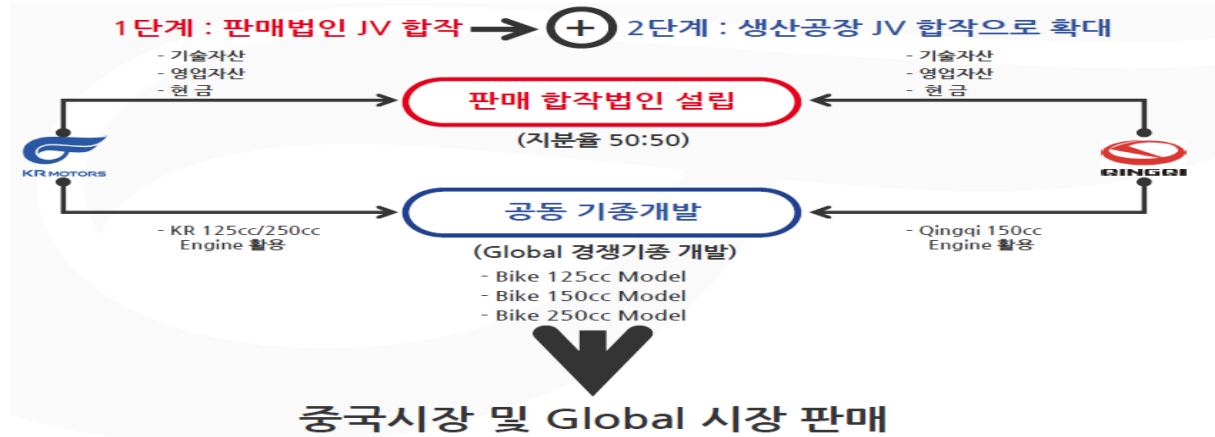 1단계 : 판매법인 JV 합작 + 2단계 : 생산공장 JV 합작으로 확대
- 기술자산
- 영업자산
- 현 금
- 기술자산
- 영업자산
- 현 금
판매 합작법인 설립
(지분율 50:50)
KR MOTORS
QINGQI
공동 기종개발
- KR 125cc/250cc
Engine 활용
- Qingqi 150cc
Engine 활용
(Global 경쟁기종 개발)
- Bike 125cc Model
- Bike 150cc Model
- Bike 250cc Model
중국시장 및 Global 시장 판매